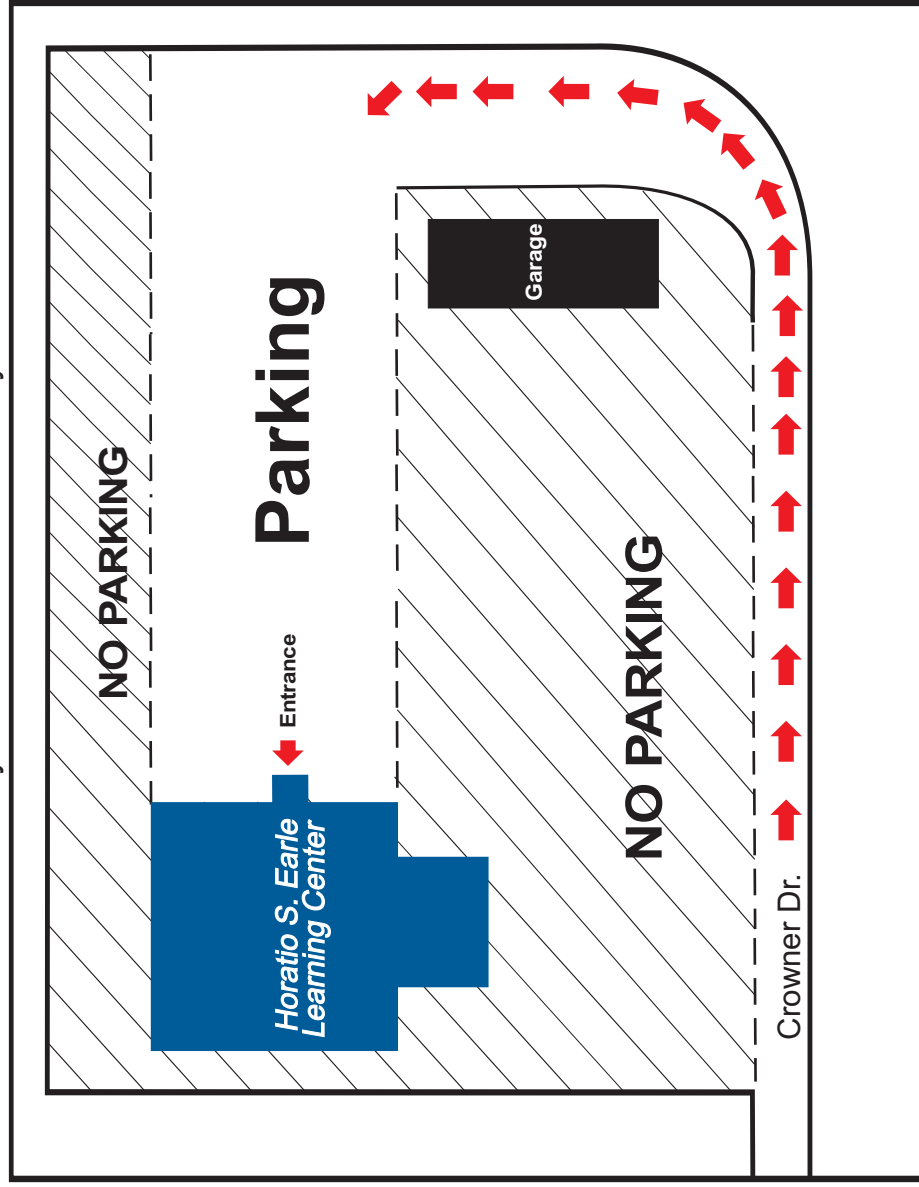 NO PARKING
Parking
Entrance
Horatio S. Earle
Learning Center
Garage
NO PARKING
Crowner Dr.